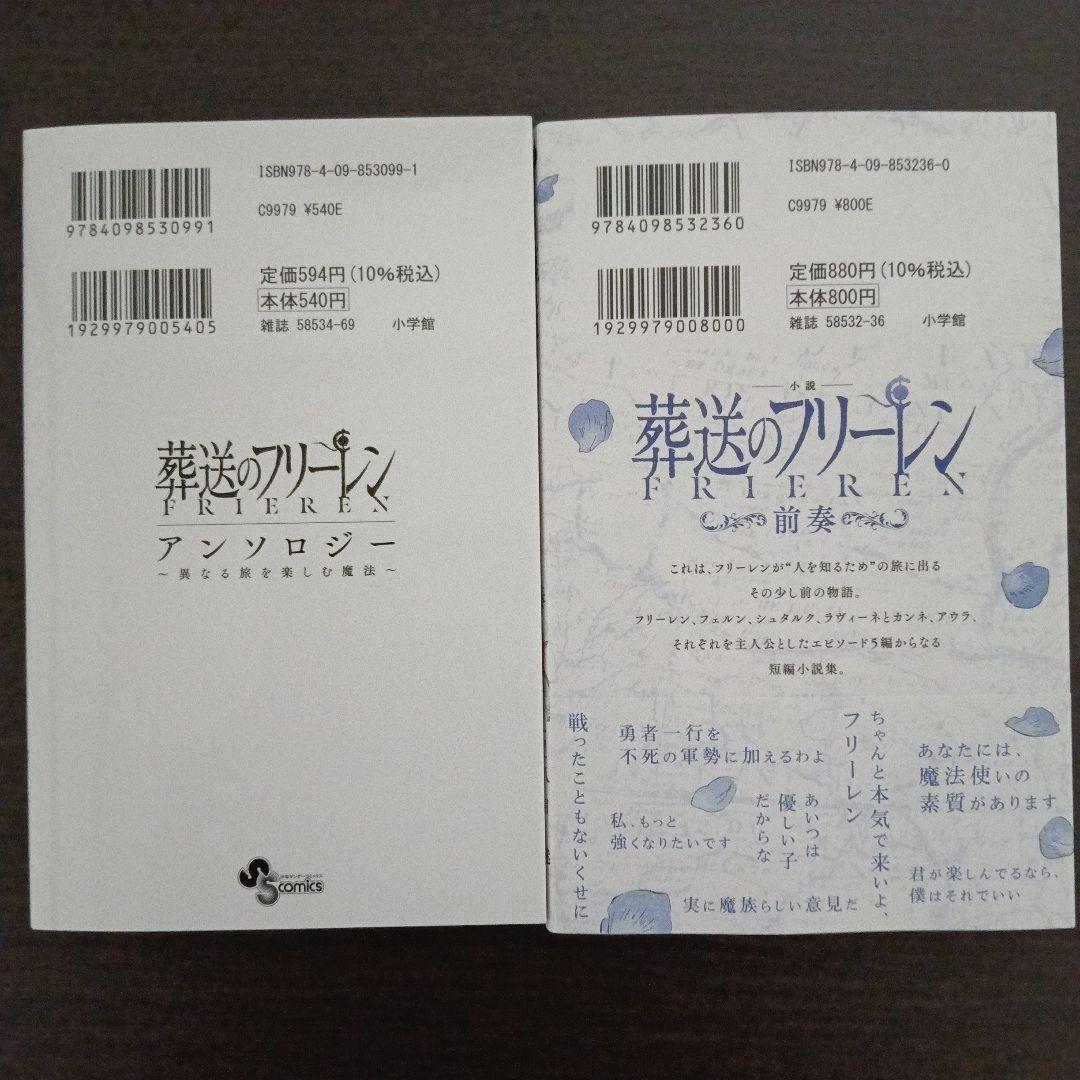 ISBN978-4-09-853099-1
9784098530991
C9979 ¥540E
定価594円(10%税込)
本体540円
1929979005405
雑誌 58534-69 小学館
葬送のフリーレン
FRIEREN
アンソロジー
～異なる旅を楽しむ魔法～
少年サンデーコミックス
SS comics
ISBN978-4-09-853236-0
9784098532360
C9979 ¥800E
定価880円(10%税込)
本体800円
1929979008000
雑誌 58532-36 小学館
小説
葬送のフリーレン
FRIEREN
前奏
これは、フリーレンが“人を知るため”の旅に出る
その少し前の物語。
フリーレン、フェルン、シュタルク、ラヴィーネとカンネ、アウラ、
それぞれを主人公としたエピソード5編からなる
短編小説集。
戦ったこともないくせに
勇者一行を
不死の軍勢に加えるわよ
ちゃんと本気で来いよ、
フリーレン
あなたには、
魔法使いの
素質があります
私、もっと
強くなりたいです
あいつは
優しい子
だからな
君が楽しんでるなら、
僕はそれでいい
実に魔族らしい意見だ